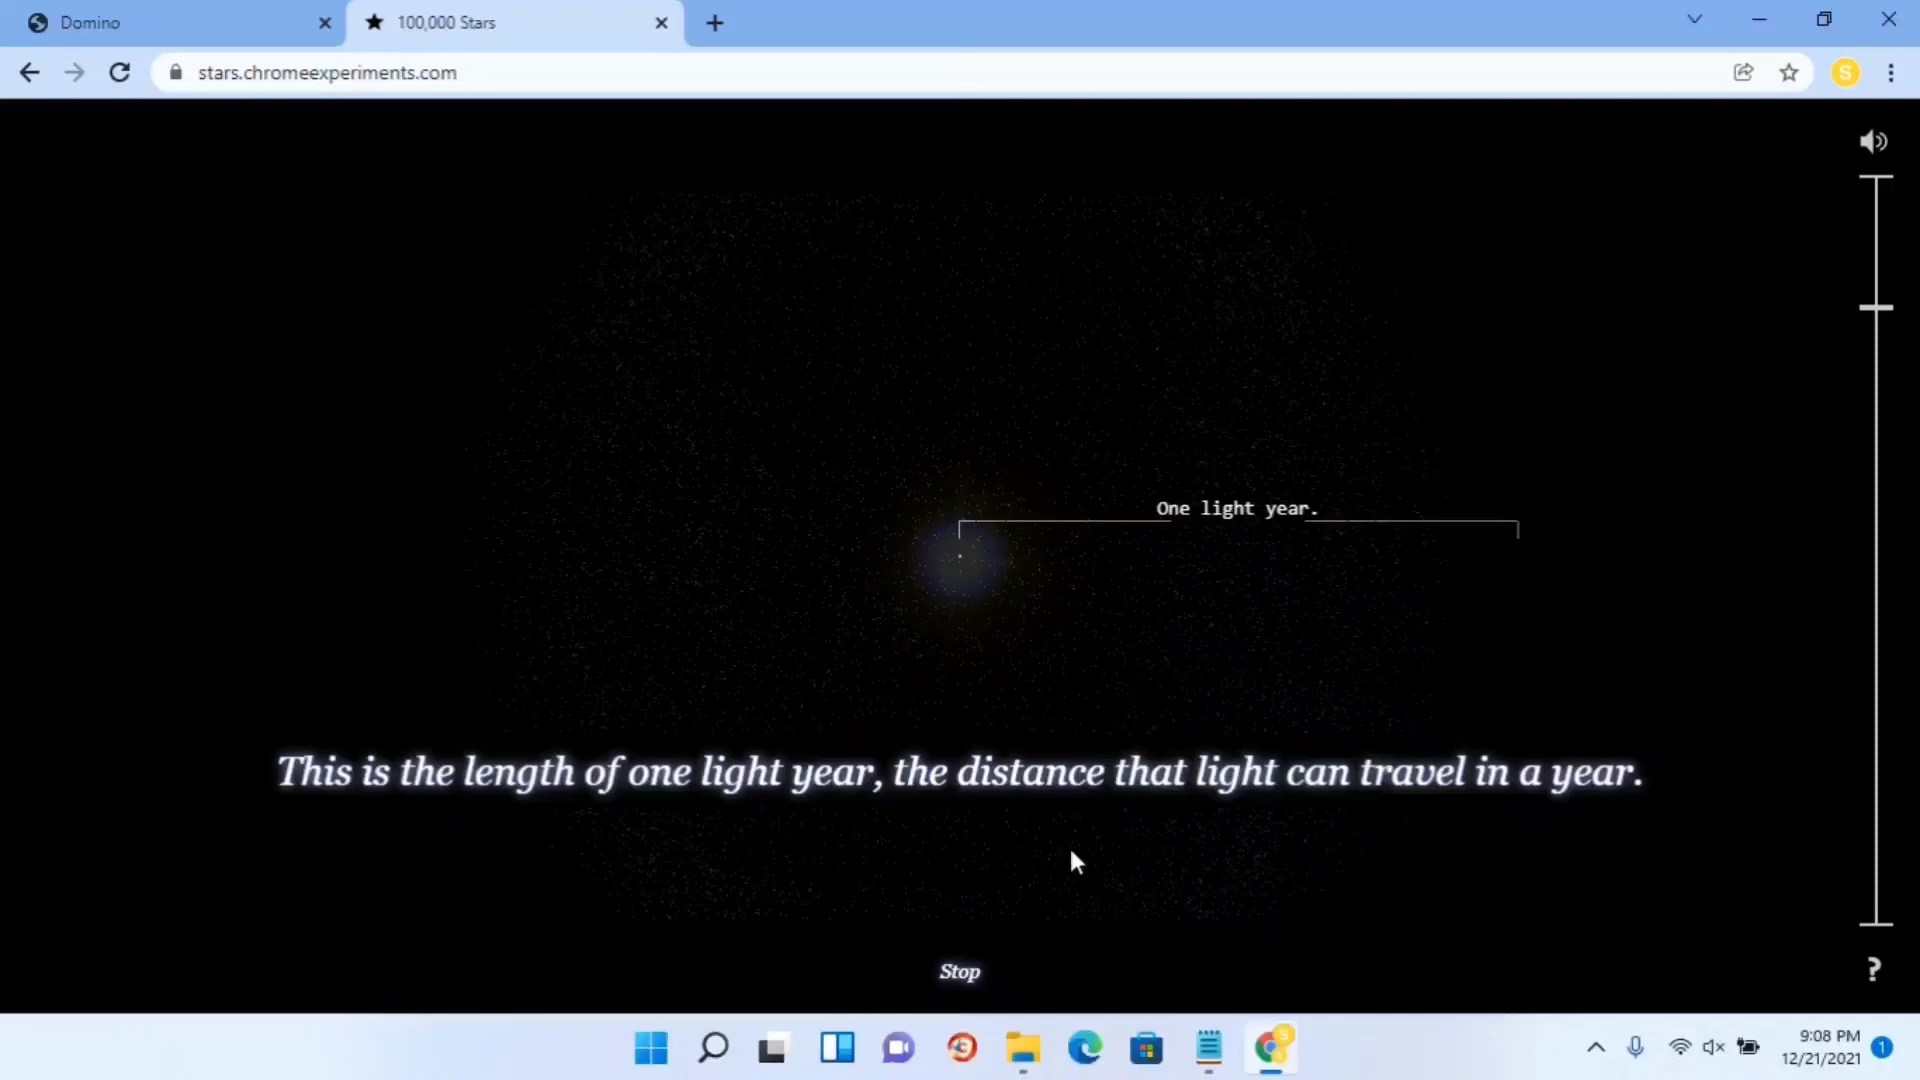 Domino
100,000 Stars
stars.chromeexperiments.com
S
One light year.
This is the length of one light year, the distance that light can travel in a year.
Stop
?
S
9:08 PM
12/21/2021
1